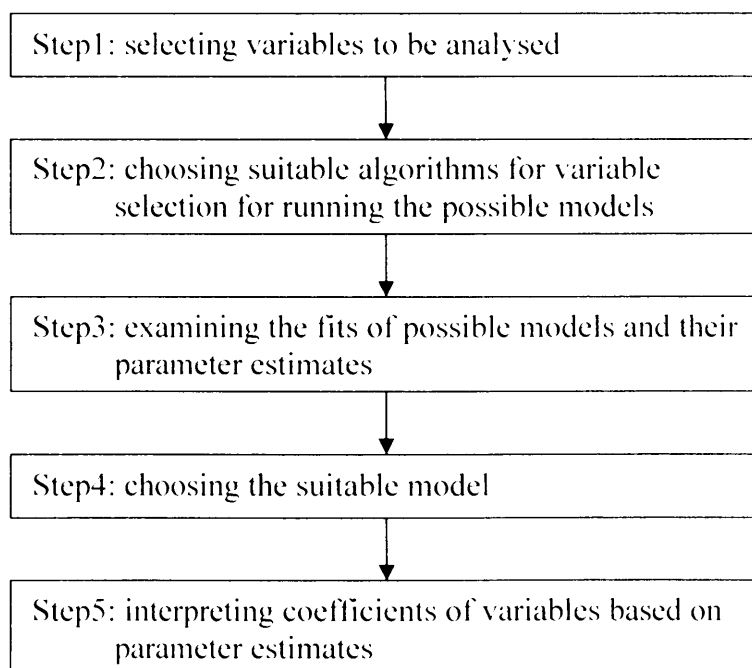 Step1: selecting variables to be analysed
Step2: choosing suitable algorithms for variable
selection for running the possible models
Step3: examining the fits of possible models and their
parameter estimates
Step4: choosing the suitable model
Step5: interpreting coefficients of variables based on
parameter estimates